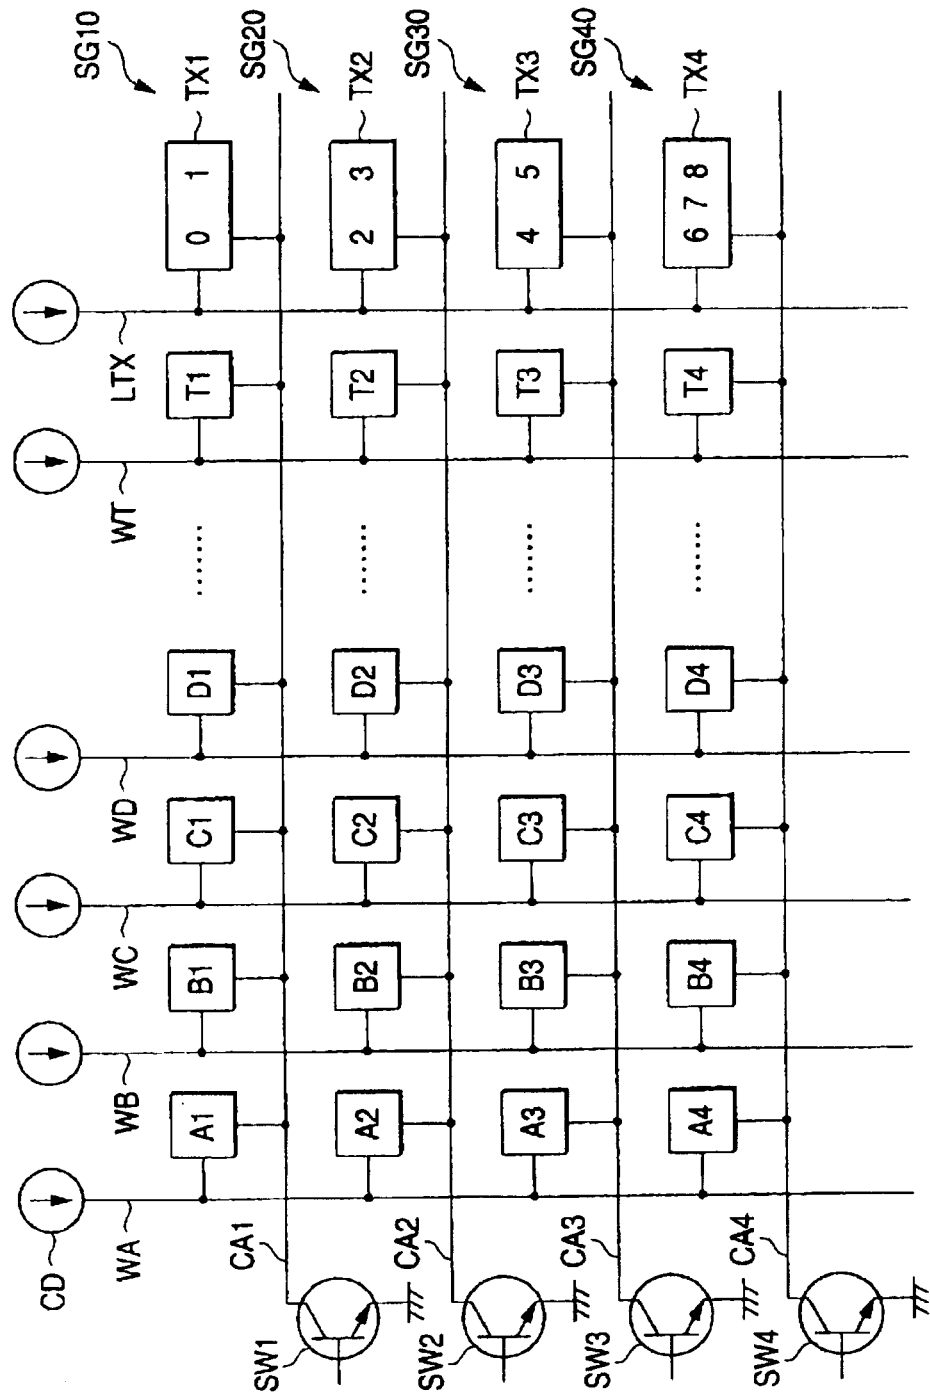 CD
WA
WB
WC
WD
WT
LTX
SW1
CA1
A1
B1
C1
D1
.......
T1
0 1
TX1
SG10
SW2
CA2
A2
B2
C2
D2
.......
T2
2 3
TX2
SG20
SW3
CA3
A3
B3
C3
D3
.......
T3
4 5
TX3
SG30
SW4
CA4
A4
B4
C4
D4
.......
T4
6 7 8
TX4
SG40